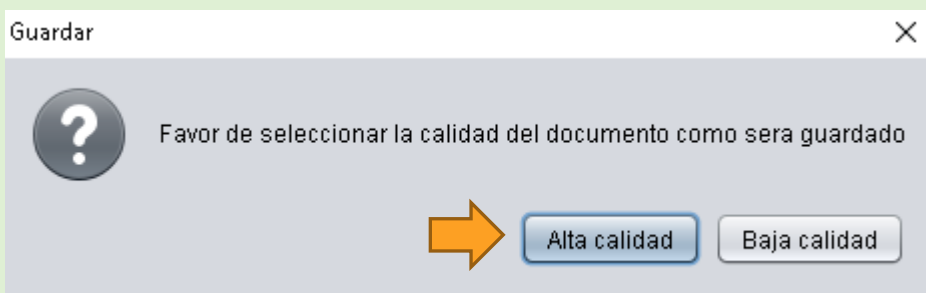 Guardar
Favor de seleccionar la calidad del documento como sera guardado
Alta calidad
Baja calidad